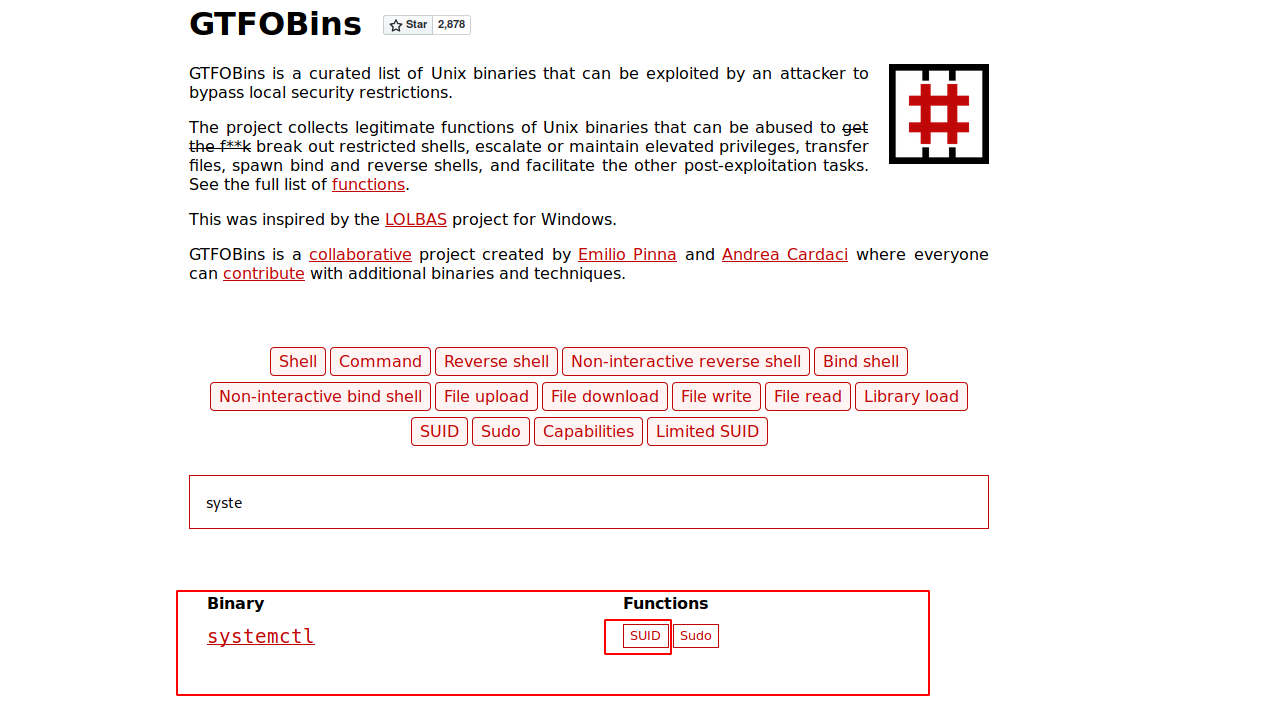 GTFOBins Star 2,878
GTFOBins is a curated list of Unix binaries that can be exploited by an attacker to
bypass local security restrictions.
The project collects legitimate functions of Unix binaries that can be abused to get
the f**k break out restricted shells, escalate or maintain elevated privileges, transfer
files, spawn bind and reverse shells, and facilitate the other post-exploitation tasks.
See the full list of functions.
This was inspired by the LOLBAS project for Windows.
GTFOBins is a collaborative project created by Emilio Pinna and Andrea Cardaci where everyone
can contribute with additional binaries and techniques.
Shell Command Reverse shell Non-interactive reverse shell Bind shell
Non-interactive bind shell File upload File download File write File read Library load
SUID Sudo Capabilities Limited SUID
syste
Binary Functions
systemctl SUID Sudo